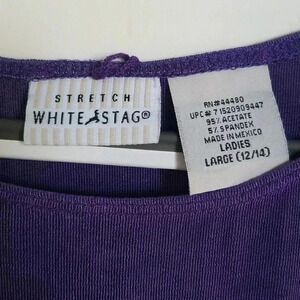 STRETCH
WHITE STAG®
RN# 44480
UPC# 71520909447
95% ACETATE
5% SPANDEX
MADE IN MEXICO
LADIES
LARGE (12/14)